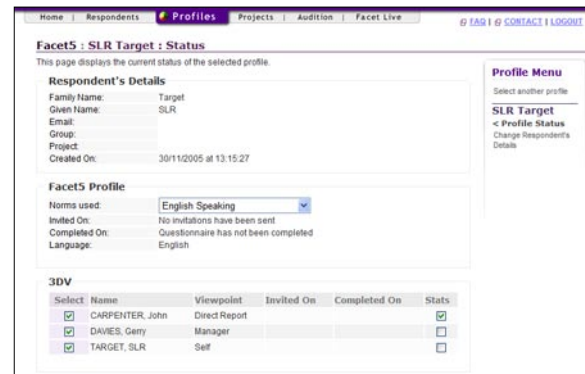 Home | Respondents Profiles Projects | Audition | Facet Live
FAQ | CONTACT | LOGOUT
Facet5 : SLR Target : Status
This page displays the current status of the selected profile.
Respondent's Details
Family Name: Target
Given Name: SLR
Email:
Group:
Project:
Created On: 30/11/2005 at 13:15:27
Facet5 Profile
Norms used: English Speaking
Invited On: No invitations have been sent
Completed On: Questionnaire has not been completed
Language: English
3DV
Select Name Viewpoint Invited On Completed On Stats
CARPENTER, John Direct Report
DAVIES, Gerry Manager
TARGET, SLR Self
Profile Menu
Select another profile
SLR Target
< Profile Status
Change Respondent's
Details